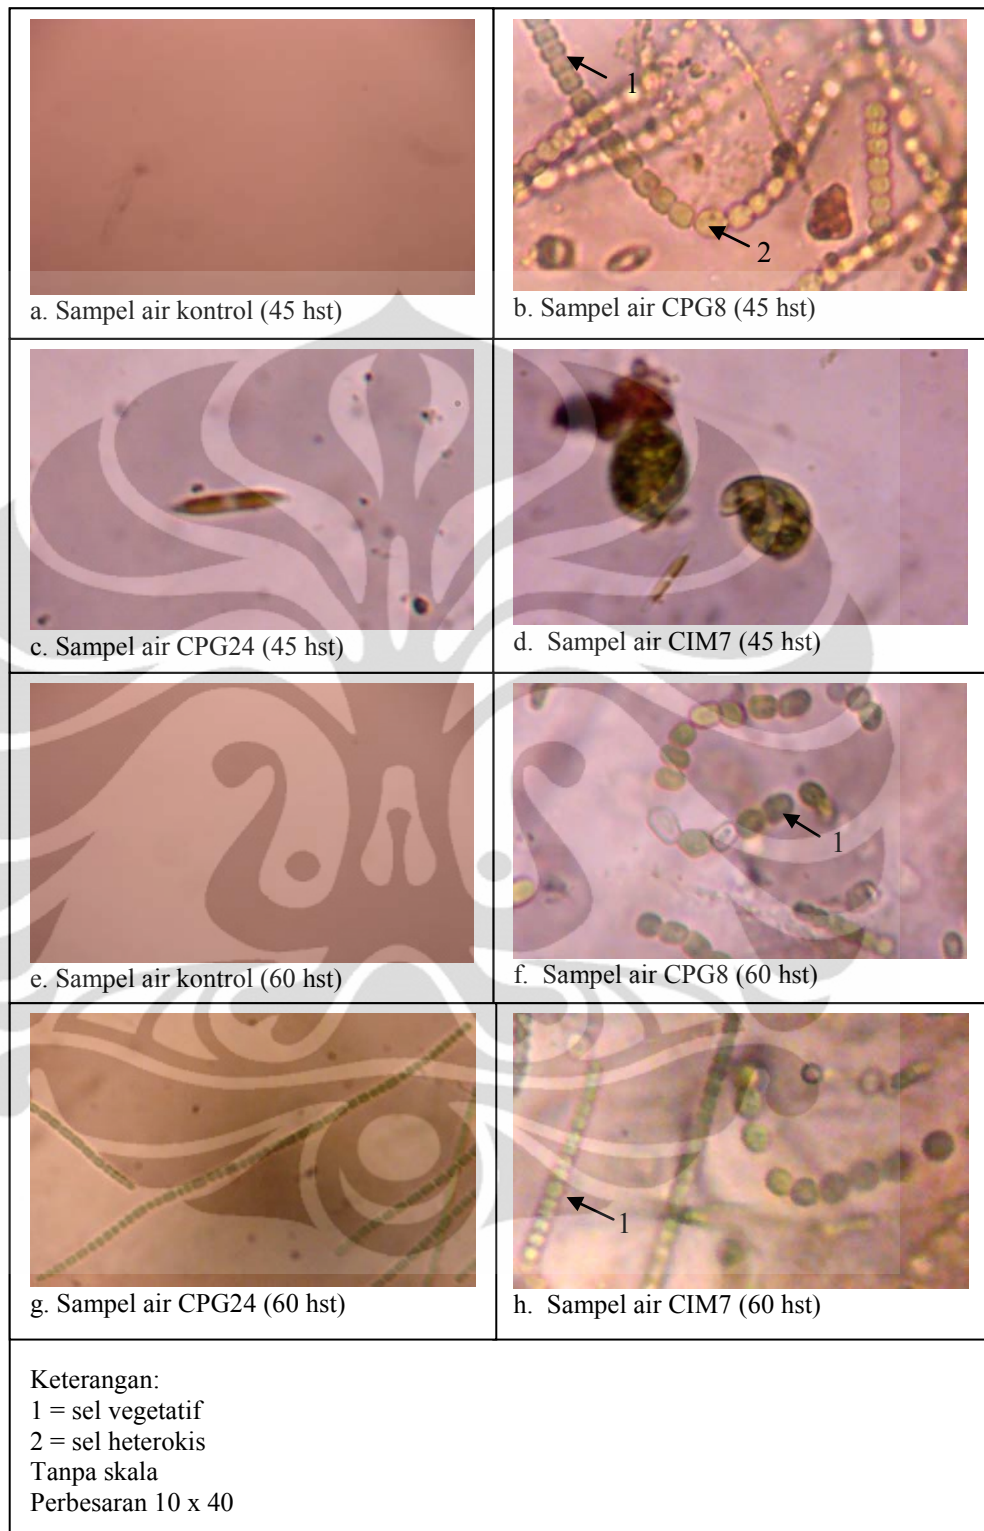 1
2
a. Sampel air kontrol (45 hst)
b. Sampel air CPG8 (45 hst)
c. Sampel air CPG24 (45 hst)
d. Sampel air CIM7 (45 hst)
1
e. Sampel air kontrol (60 hst)
f. Sampel air CPG8 (60 hst)
1
g. Sampel air CPG24 (60 hst)
h. Sampel air CIM7 (60 hst)
Keterangan:
1 = sel vegetatif
2 = sel heterokis
Tanpa skala
Perbesaran 10 x 40